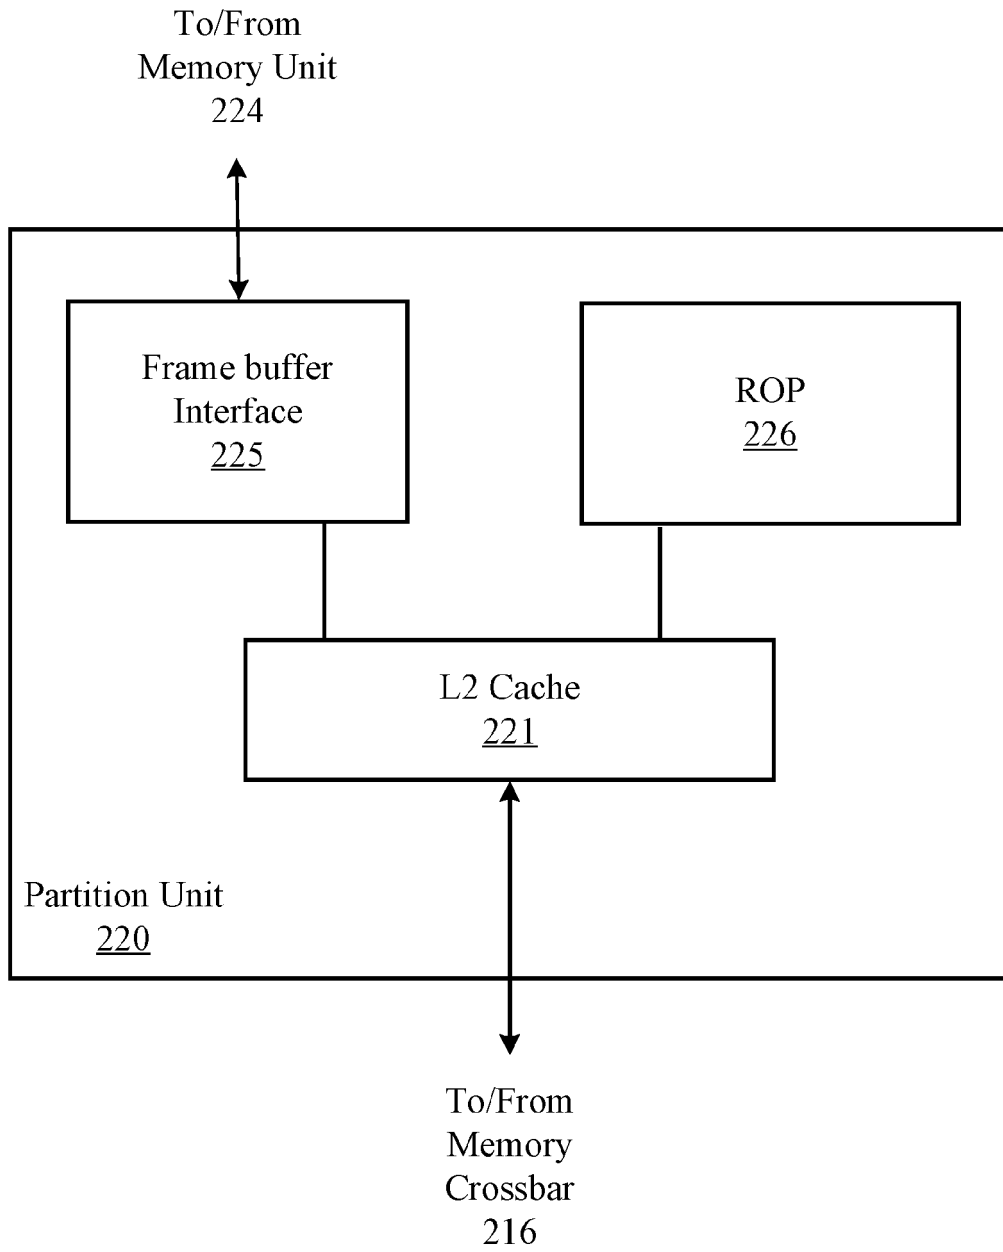 To/From
Memory Unit
224
Frame buffer
Interface
225
ROP
226
L2 Cache
221
Partition Unit
220
To/From
Memory
Crossbar
216